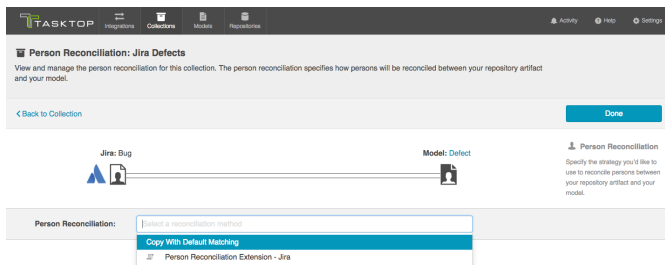 TASKTOP
Integrations
Collections
Models
Repositories
Activity
Help
Settings
Person Reconciliation: Jira Defects
View and manage the person reconciliation for this collection. The person reconciliation specifies how persons will be reconciled between your repository artifact
and your model.
Back to Collection
Done
Jira: Bug
Model: Defect
Person Reconciliation
Specify the strategy you'd like to
use to reconcile persons between
your repository artifact and your
model.
Person Reconciliation:
Select a reconciliation method
Copy With Default Matching
Person Reconciliation Extension - Jira